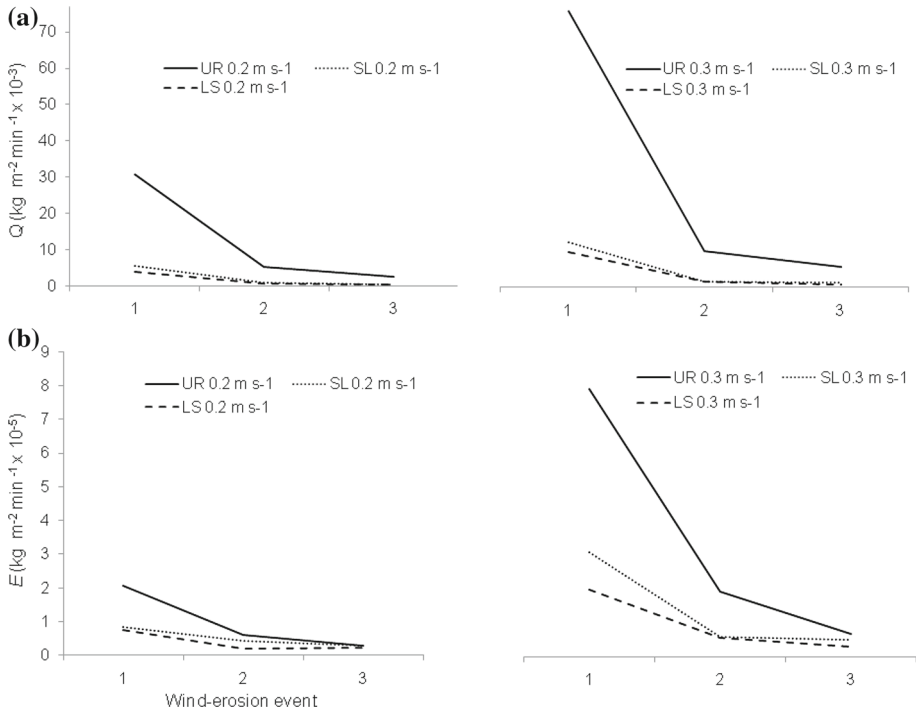 (a)
Q (kg m-2 min -1 x 10-3)
70
60
50
40
30
20
10
0
UR 0.2 m s-1
SL 0.2 m s-1
LS 0.2 m s-1
1
2
3
UR 0.3 m s-1
SL 0.3 m s-1
LS 0.3 m s-1
1
2
3
(b)
E (kg m-2 min -1 x 10-5)
9
8
7
6
5
4
3
2
1
0
UR 0.2 m s-1
SL 0.2 m s-1
LS 0.2 m s-1
1
2
3
Wind-erosion event
UR 0.3 m s-1
SL 0.3 m s-1
LS 0.3 m s-1
1
2
3